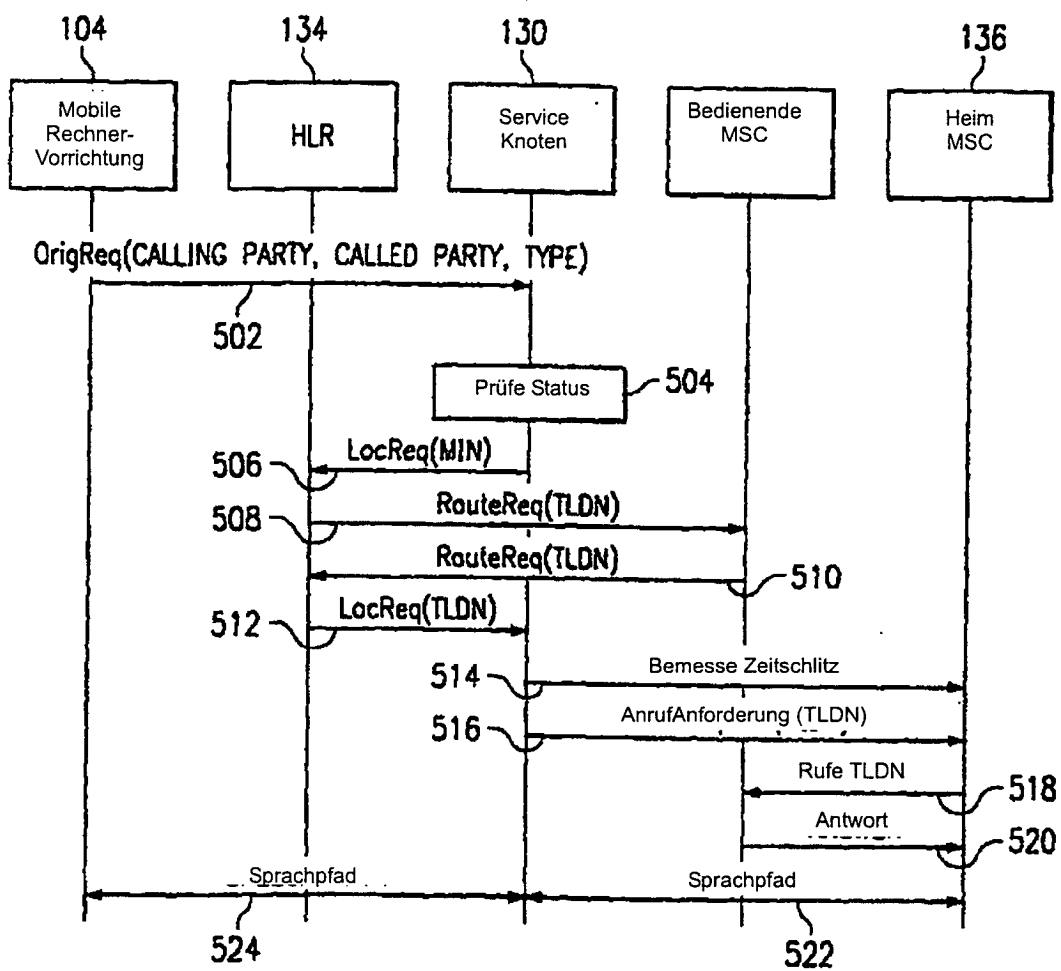 104
134
130
136
Mobile
Rechner-
Vorrichtung
HLR
Service
Knoten
Bedienende
MSC
Heim
MSC
OrigReq(CALLING PARTY, CALLED PARTY, TYPE)
502
Prüfe Status
504
LocReq(MIN)
506
RouteReq(TLDN)
508
RouteReq(TLDN)
510
LocReq(TLDN)
512
Bemesse Zeitschlitz
514
AnrufAnforderung (TLDN)
516
Rufe TLDN
518
Antwort
520
Sprachpfad
Sprachpfad
524
522